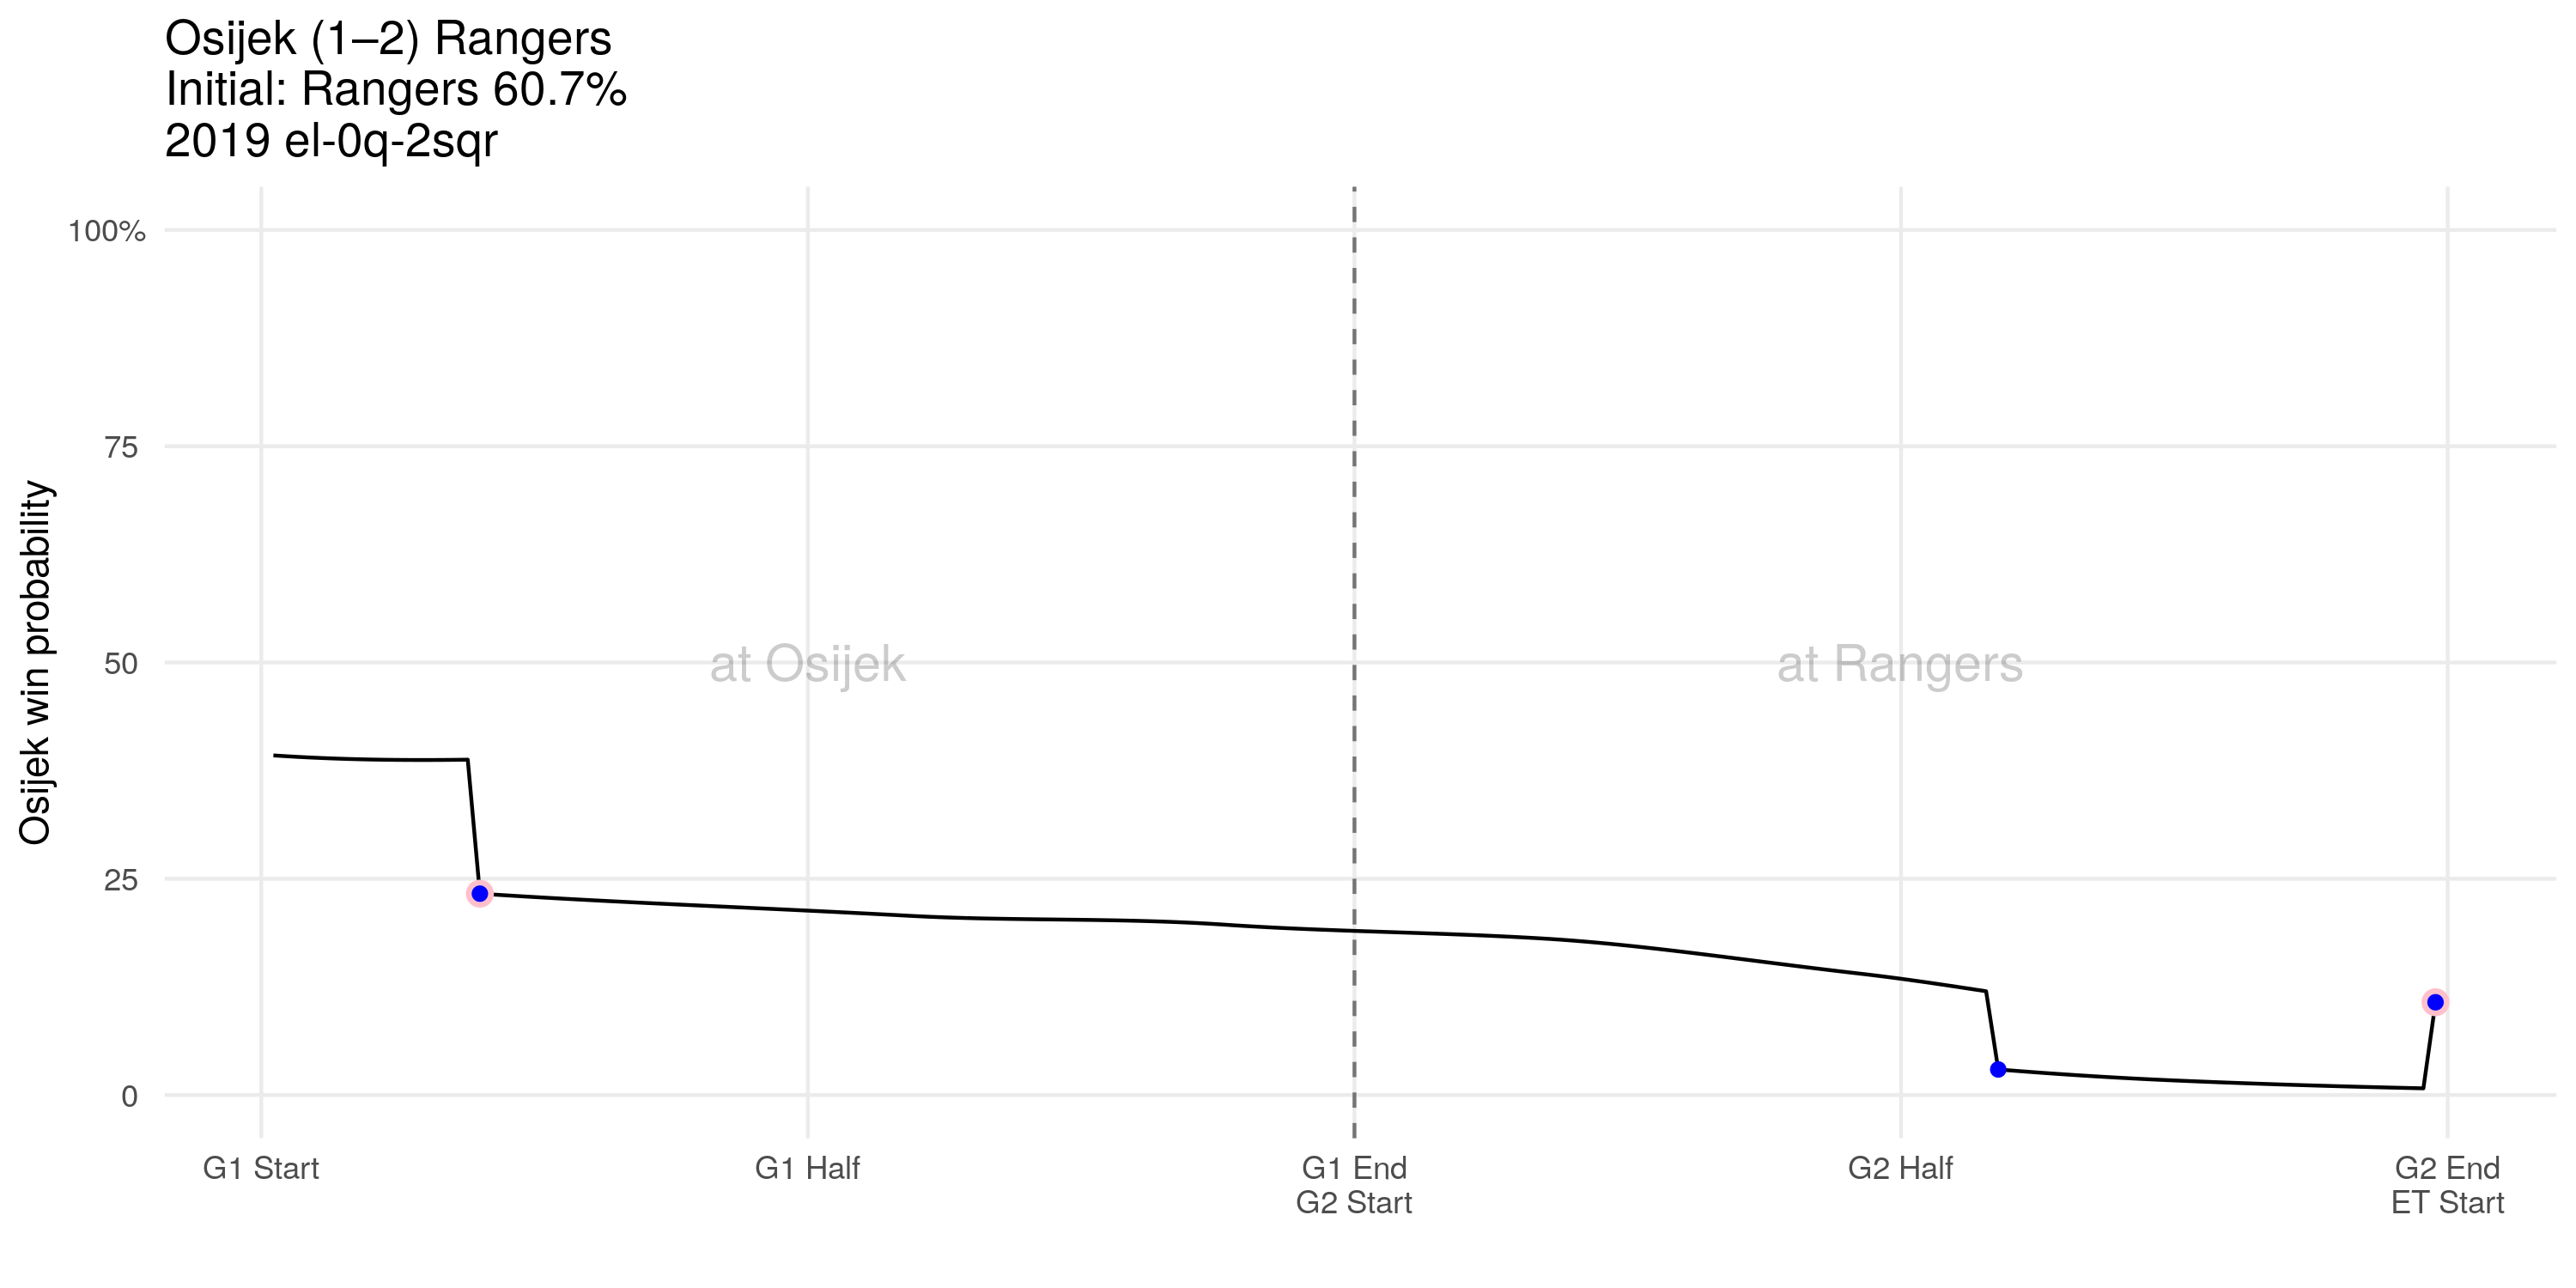 Osijek (1–2) Rangers
Initial: Rangers 60.7%
2019 el-0q-2sqr
Osijek win probability
100%
75
50
25
0
at Osijek
at Rangers
G1 Start
G1 Half
G1 End
G2 Start
G2 Half
G2 End
ET Start